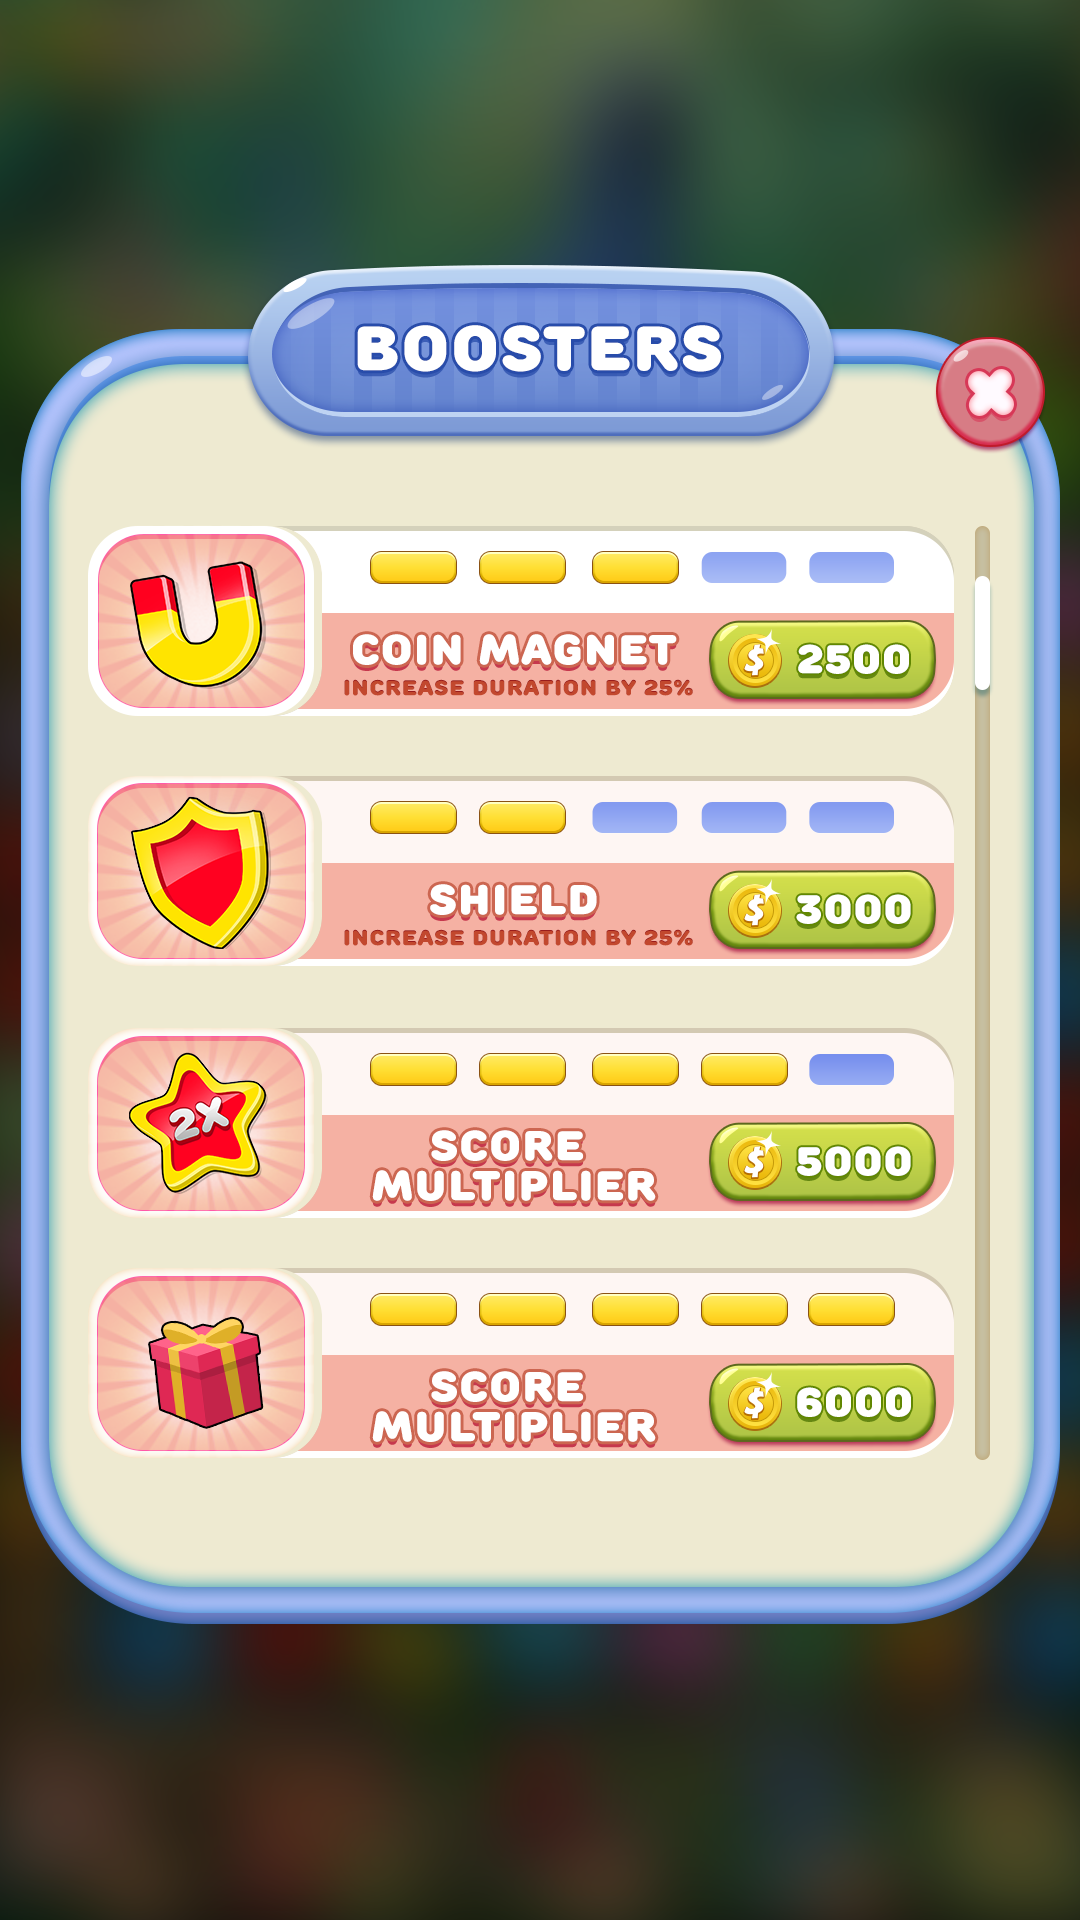 BOOSTERS
COIN MAGNET
INCREASE DURATION BY 25%
$ 2500
SHIELD
INCREASE DURATION BY 25%
$ 3000
2X
SCORE
MULTIPLIER
$ 5000
SCORE
MULTIPLIER
$ 6000